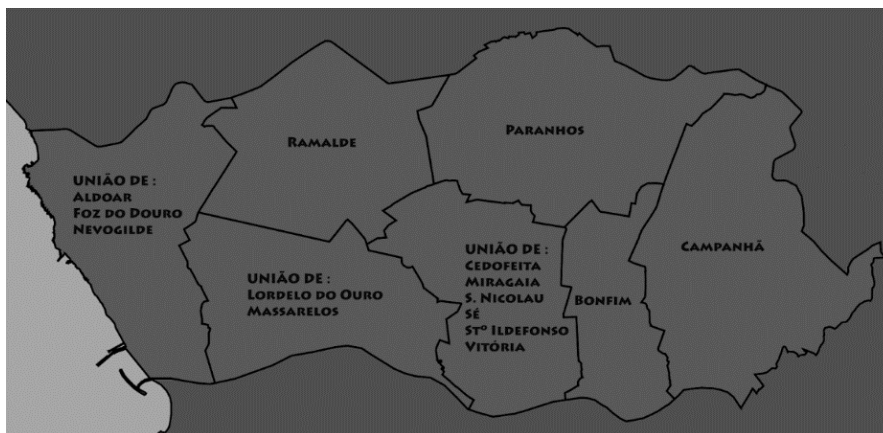 Ramalde
Paranhos
UNIÃO DE :
Aldoar
Foz do Douro
Nevogilde
UNIÃO DE :
Cedofeita
Miragaia
S. Nicolau
Sé
Stº Ildefonso
Vitória
Campanhã
UNIÃO DE :
Lordelo do Ouro
Massarelos
Bonfim